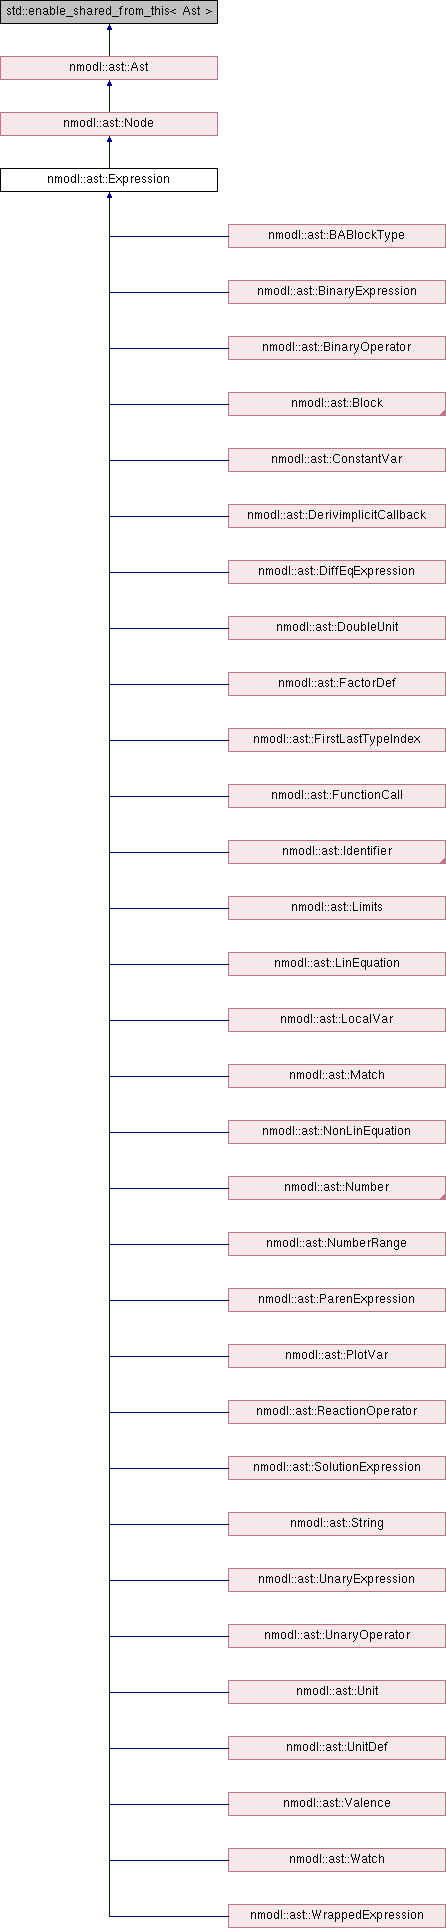 std::enable_shared_from_this< Ast >
nmodl::ast::Ast
nmodl::ast::Node
nmodl::ast::Expression
nmodl::ast::BABlockType
nmodl::ast::BinaryExpression
nmodl::ast::BinaryOperator
nmodl::ast::Block
nmodl::ast::ConstantVar
nmodl::ast::DerivimplicitCallback
nmodl::ast::DiffEqExpression
nmodl::ast::DoubleUnit
nmodl::ast::FactorDef
nmodl::ast::FirstLastTypeIndex
nmodl::ast::FunctionCall
nmodl::ast::Identifier
nmodl::ast::Limits
nmodl::ast::LinEquation
nmodl::ast::LocalVar
nmodl::ast::Match
nmodl::ast::NonLinEquation
nmodl::ast::Number
nmodl::ast::NumberRange
nmodl::ast::ParenExpression
nmodl::ast::PlotVar
nmodl::ast::ReactionOperator
nmodl::ast::SolutionExpression
nmodl::ast::String
nmodl::ast::UnaryExpression
nmodl::ast::UnaryOperator
nmodl::ast::Unit
nmodl::ast::UnitDef
nmodl::ast::Valence
nmodl::ast::Watch
nmodl::ast::WrappedExpression